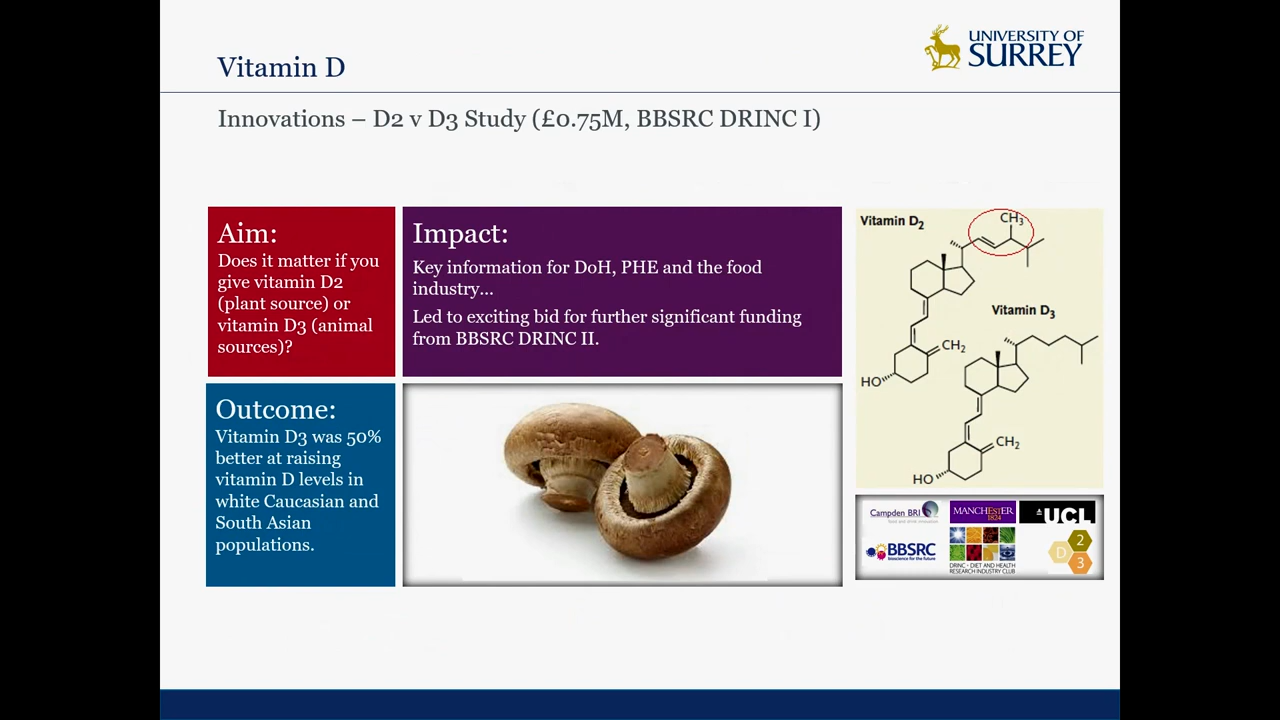 UNIVERSITY OF
SURREY
Vitamin D
Innovations – D2 v D3 Study (£0.75M, BBSRC DRINC I)
Aim:
Does it matter if you
give vitamin D2
(plant source) or
vitamin D3 (animal
sources)?
Impact:
Key information for DoH, PHE and the food
industry...
Led to exciting bid for further significant funding
from BBSRC DRINC II.
Outcome:
Vitamin D3 was 50%
better at raising
vitamin D levels in
white Caucasian and
South Asian
populations.
Vitamin D2
CH3
CH2
HO
Vitamin D3
CH2
HO
Campden BRI
food and drink innovation
MANCHESTER
1824
UCL
BBSRC
bioscience for the future
DRINC - DIET AND HEALTH
RESEARCH INDUSTRY CLUB
D
2
3